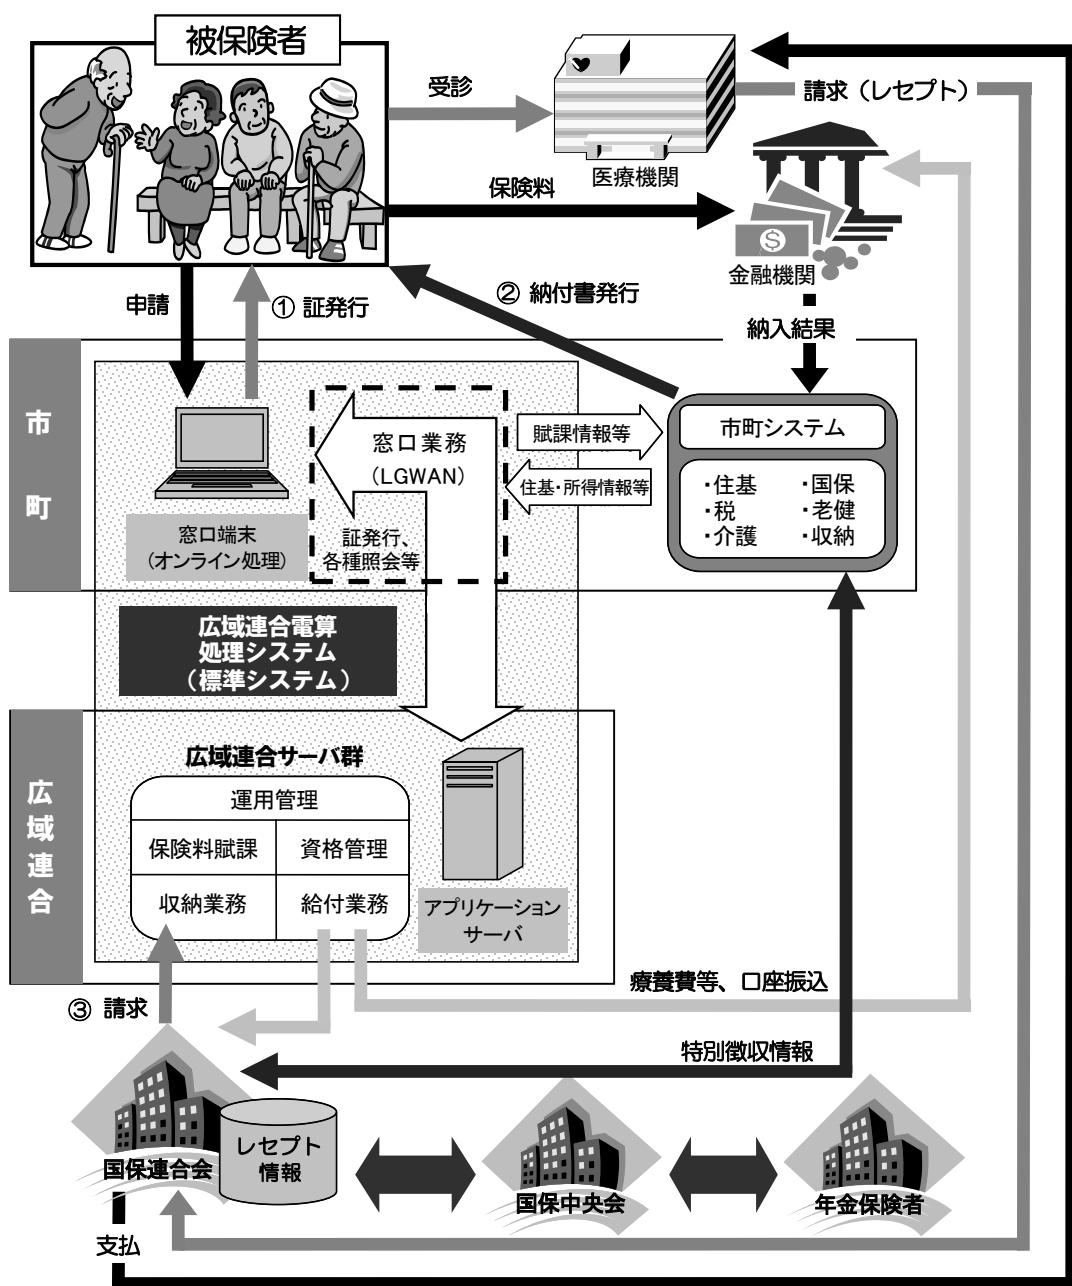 被保険者
受診
請求（レセプト）
医療機関
保険料
金融機関
申請
① 証発行
② 納付書発行
納入結果
市町
窓口業務
(LGWAN)
賦課情報等
住基・所得情報等
市町システム
・住基
・国保
・税
・老健
・介護
・収納
窓口端末
(オンライン処理)
証発行、
各種照会等
広域連合電算
処理システム
（標準システム）
広域連合
広域連合サーバ群
運用管理
保険料賦課
資格管理
収納業務
給付業務
アプリケーション
サーバ
療養費等、口座振込
③ 請求
特別徴収情報
レセプト
情報
国保連合会
国保中央会
年金保険者
支払